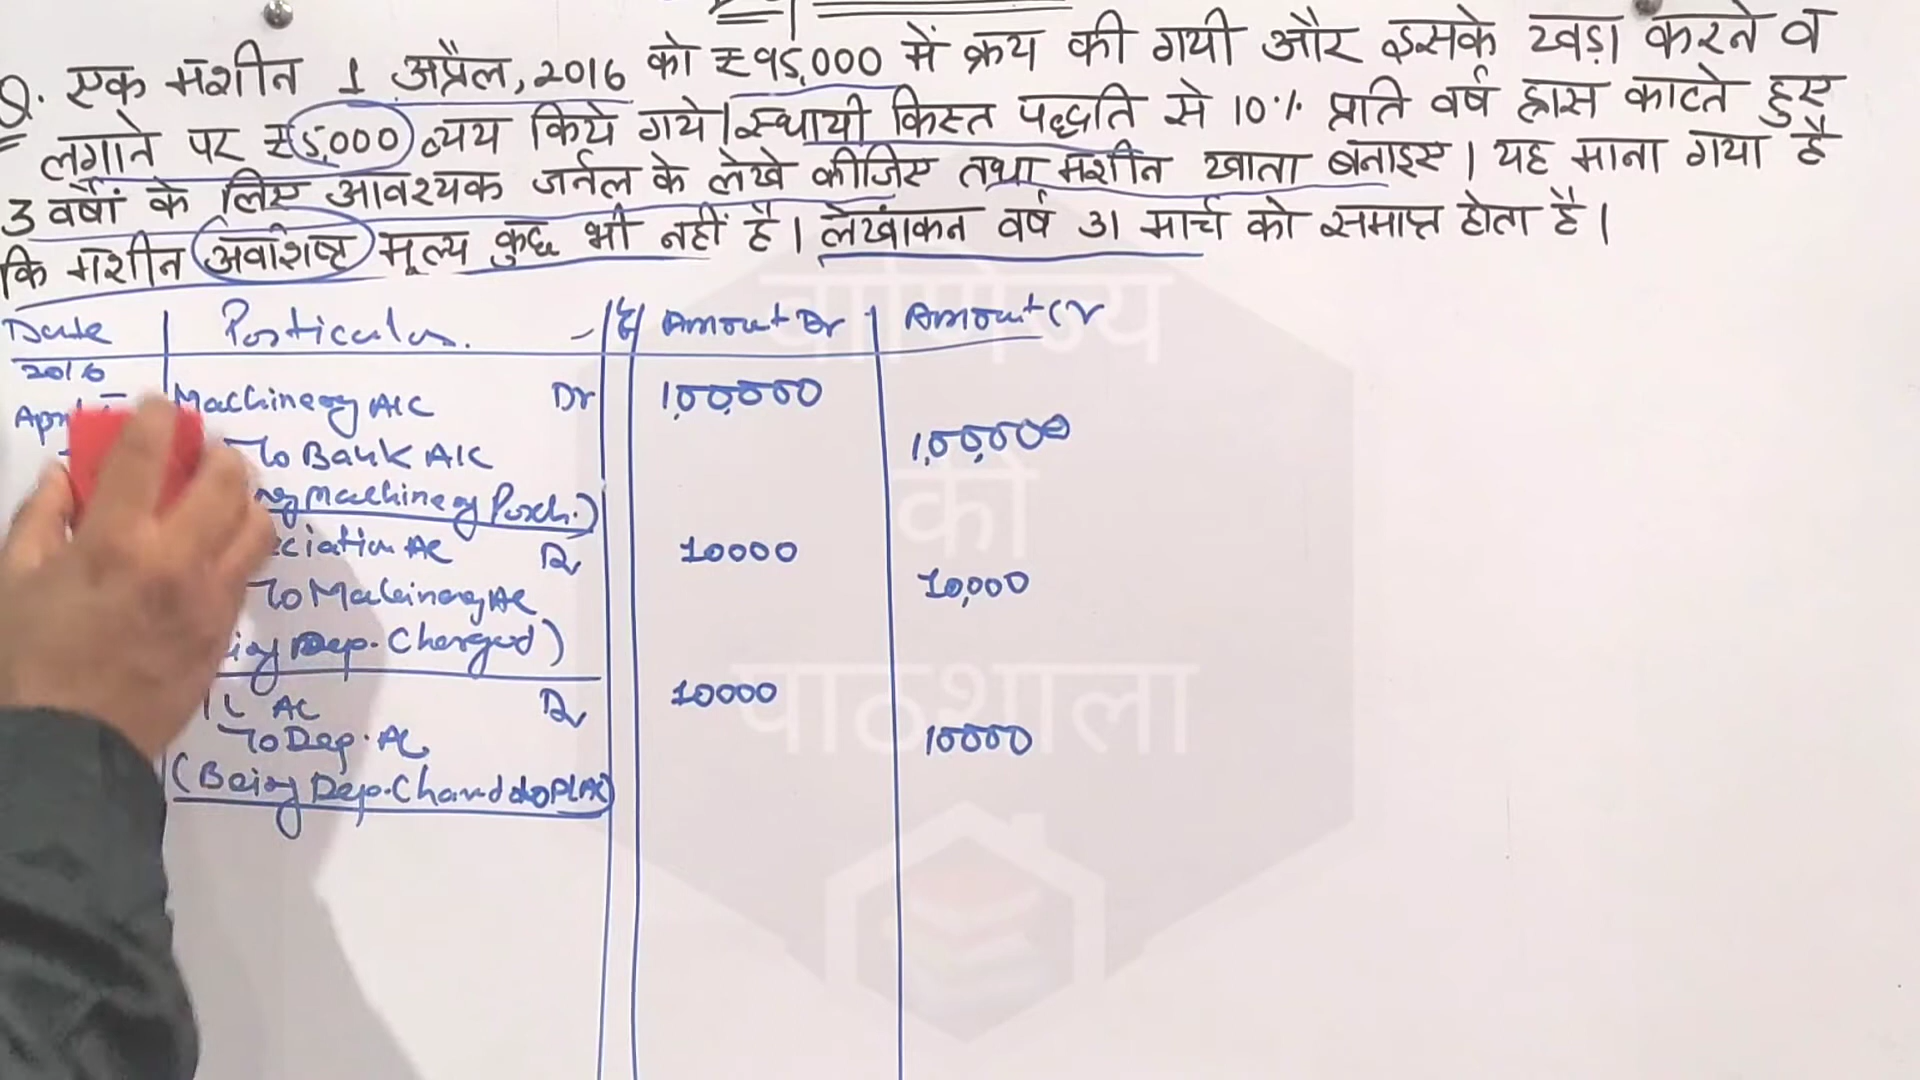 Q. एक मशीन 1 अप्रैल, 2016 को ₹95,000 में क्रय की गयी और इसके खड़ा करने व
लगाने पर ₹5,000 व्यय किये गये। स्थायी किस्त पद्धति से 10% प्रति वर्ष ह्रास काटते हुए
3 वर्षों के लिए आवश्यक जर्नल के लेखे कीजिए तथा मशीन खाता बनाइए। यह माना गया है
कि मशीन अवशिष्ट मूल्य कुछ भी नहीं है। लेखांकन वर्ष 31 मार्च को समाप्त होता है।
Date Particular Amount Dr Amount Cr
2016
Machinery A/C Dr 1,00,000
To Bank A/C 1,00,000
Machinery Purch.)
A/c Dr 10000
To Machinery A/c 10,000
Dep. Charged)
A/c Dr 10000
To Dep. A/c 10000
(Being Dep. to P/L A/c)
वाणिज्य
की
पाठशाला